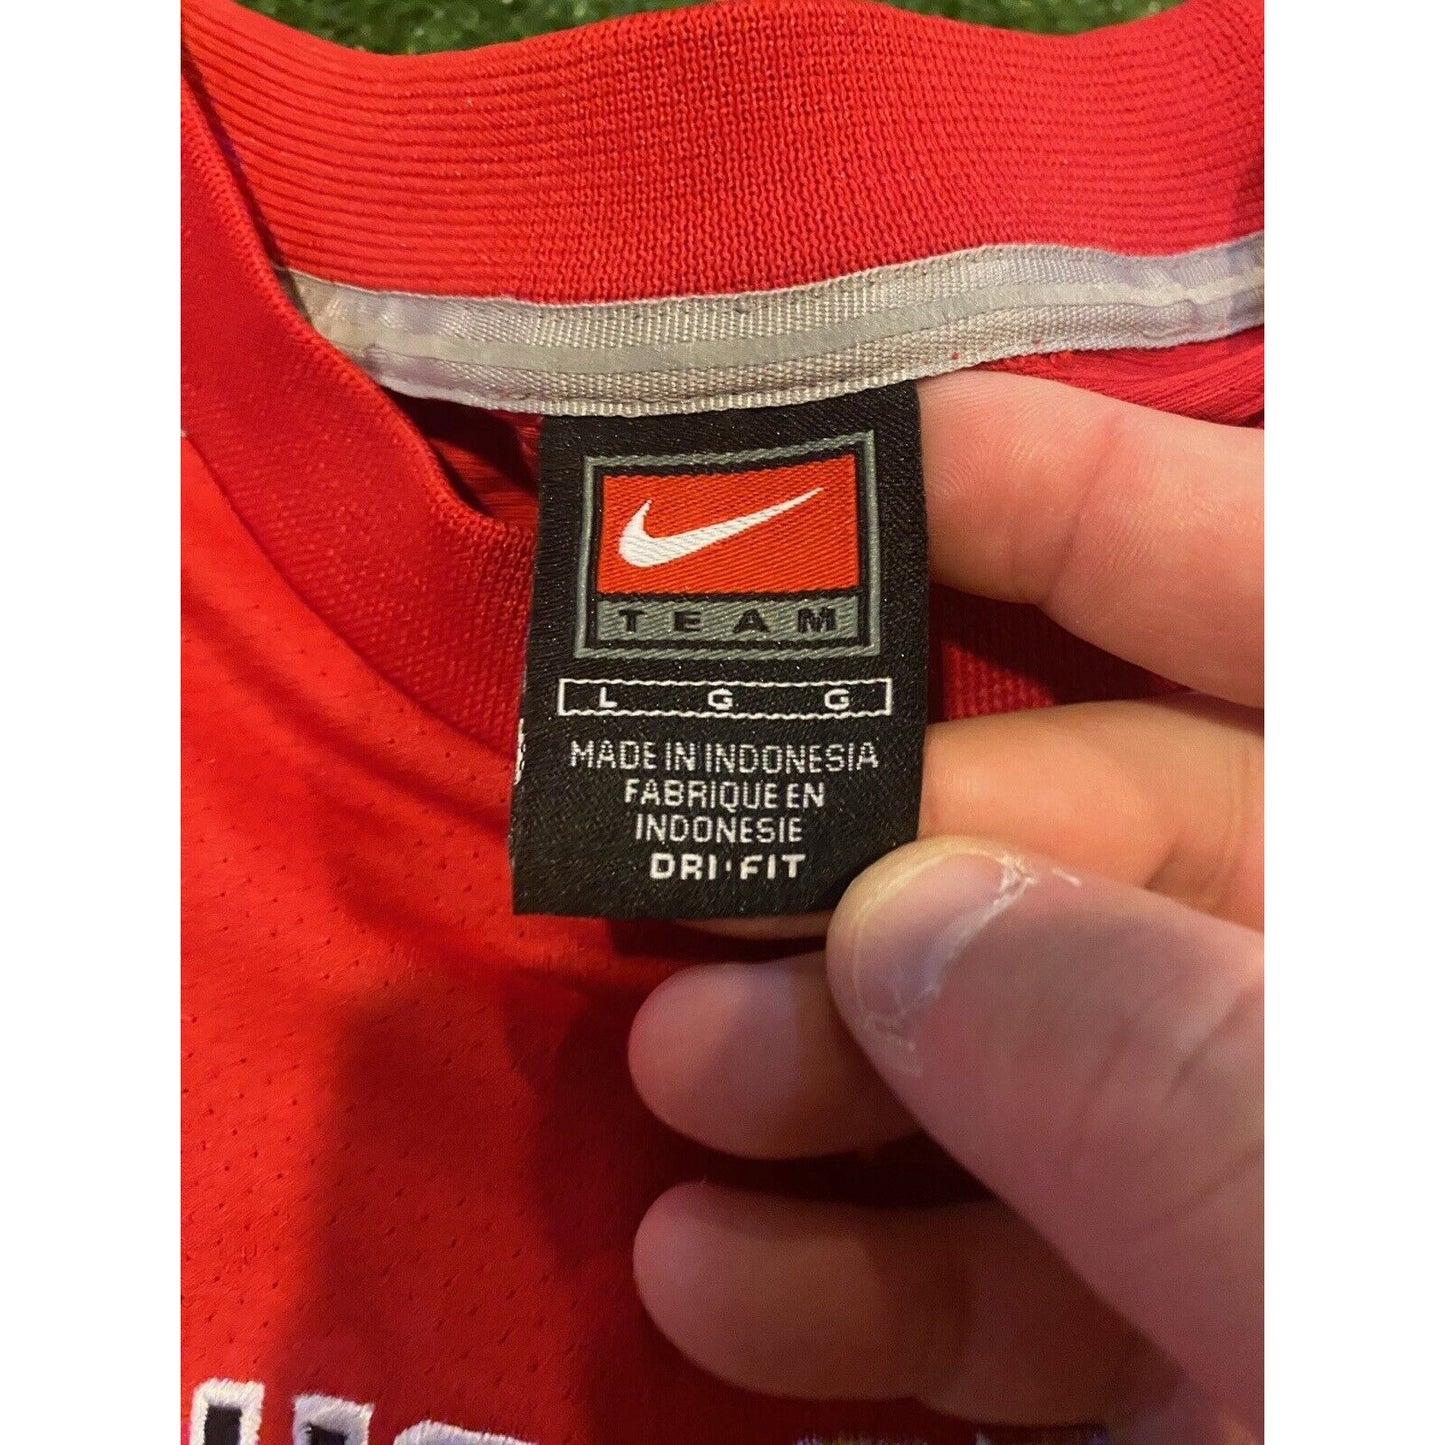 TEAM
L G G
MADE IN INDONESIA
FABRIQUE EN
INDONESIE
DRI•FIT